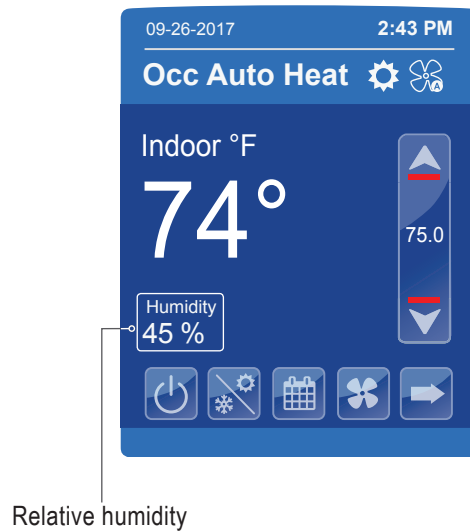 09-26-2017 2:43 PM
Occ Auto Heat
A
Indoor °F
74°
75.0
Humidity
45 %
Relative humidity